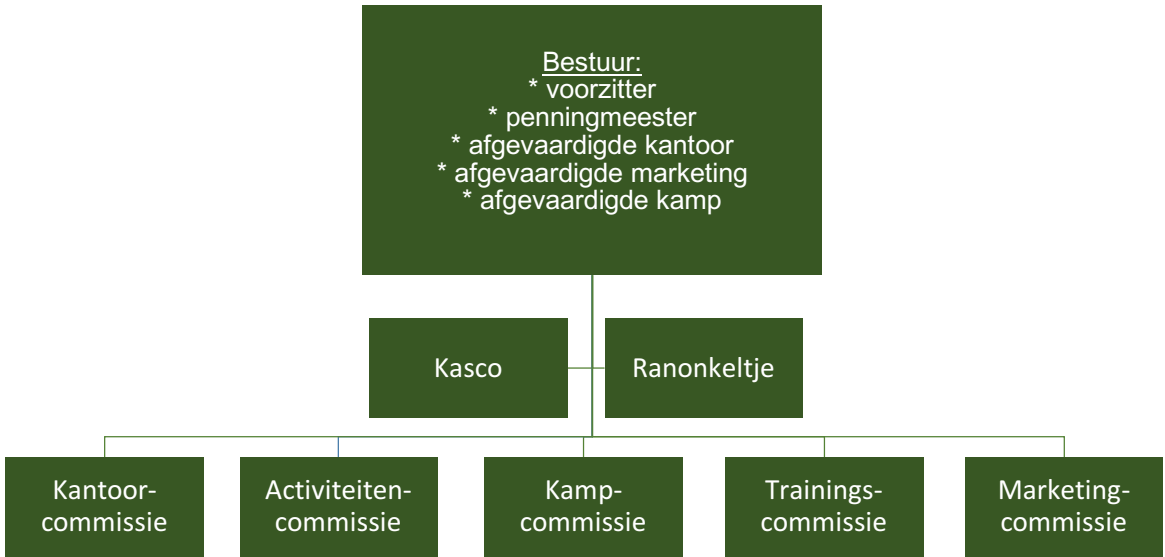 Bestuur:
* voorzitter
* penningmeester
* afgevaardigde kantoor
* afgevaardigde marketing
* afgevaardigde kamp
Kasco
Ranonkeltje
Kantoor-
commissie
Activiteiten-
commissie
Kamp-
commissie
Trainings-
commissie
Marketing-
commissie